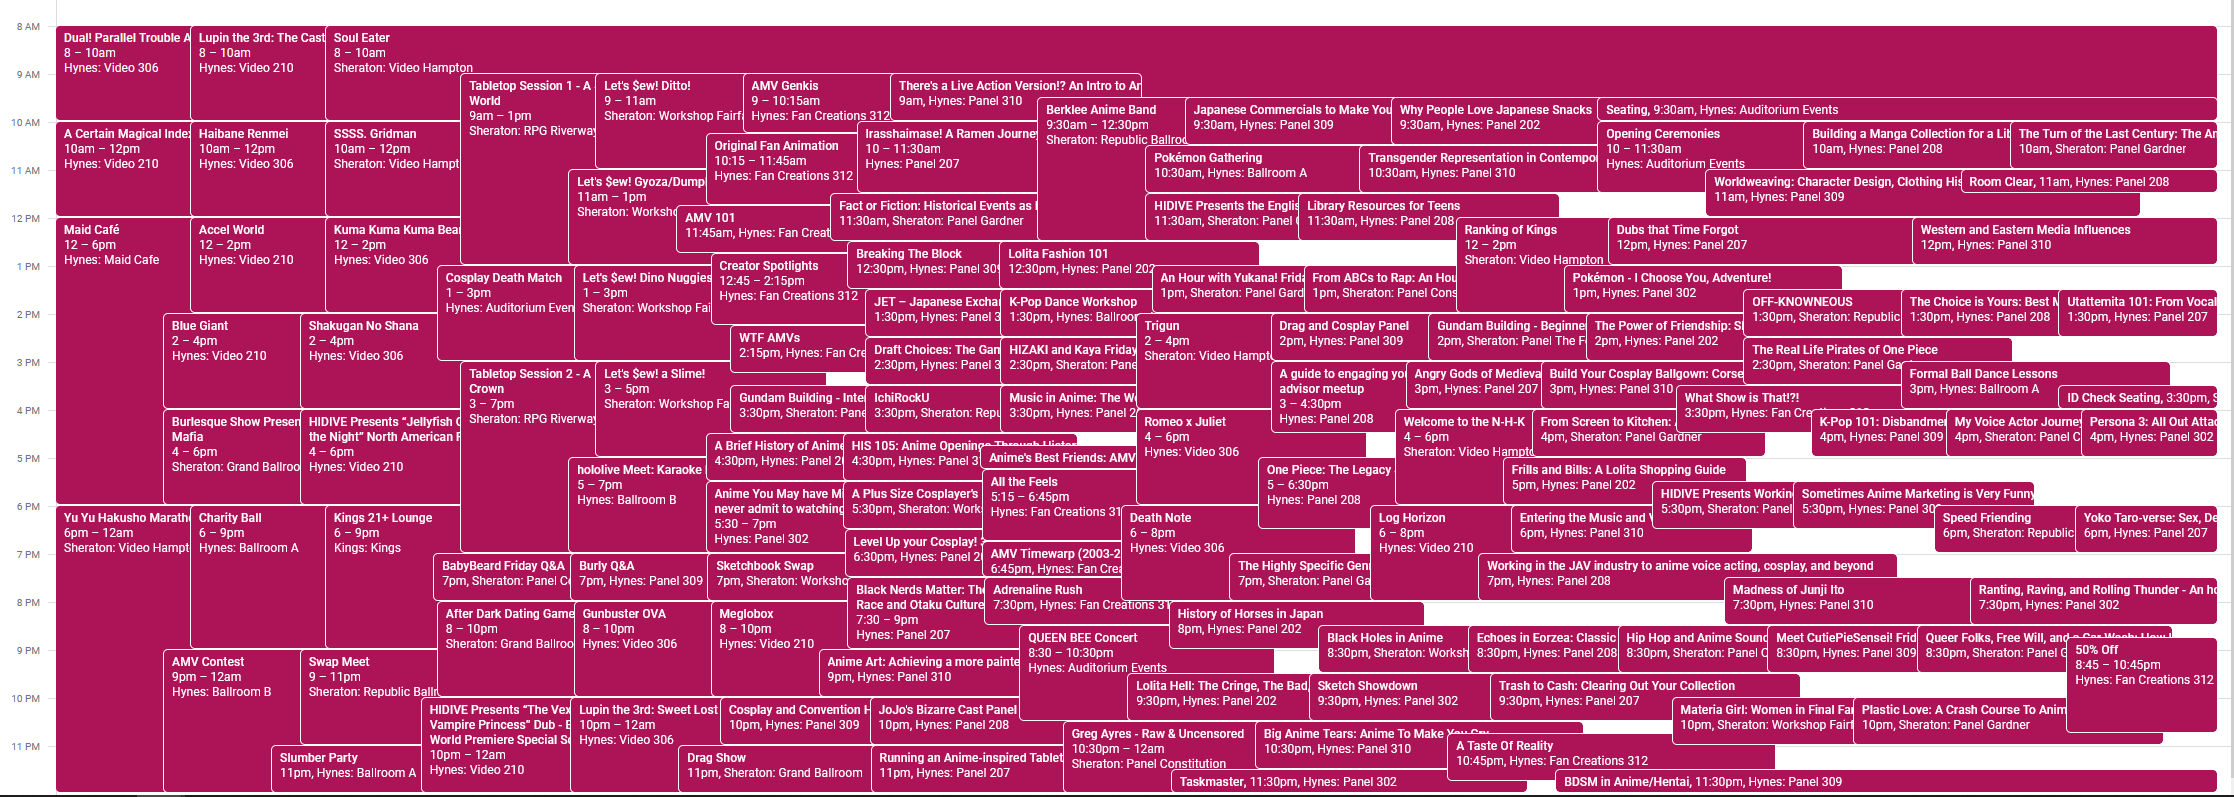 8 AM
Dual! Parallel Trouble A
8 – 10am
Hynes: Video 306
Lupin the 3rd: The Cast
8 – 10am
Hynes: Video 210
Soul Eater
8 – 10am
Sheraton: Video Hampton
9 AM
Tabletop Session 1 - A
World
9am – 1pm
Sheraton: RPG Riverway
Let's $ew! Ditto!
9 – 11am
Sheraton: Workshop Fairf
AMV Genkis
9 – 10:15am
Hynes: Fan Creations 312
There's a Live Action Version!? An Intro to Ar
9am, Hynes: Panel 310
Berklee Anime Band
9:30am – 12:30pm
Sheraton: Republic Ballroo
Japanese Commercials to Make You
9:30am, Hynes: Panel 309
Why People Love Japanese Snacks
9:30am, Hynes: Panel 202
Seating, 9:30am, Hynes: Auditorium Events
10 AM
A Certain Magical Index
10am – 12pm
Hynes: Video 210
Haibane Renmei
10am – 12pm
Hynes: Video 306
SSSS. Gridman
10am – 12pm
Sheraton: Video Hampt
Original Fan Animation
10:15 – 11:45am
Hynes: Fan Creations 312
Irasshaimase! A Ramen Journey
10 – 11:30am
Hynes: Panel 207
Pokémon Gathering
10:30am, Hynes: Ballroom A
Transgender Representation in Contempo
10:30am, Hynes: Panel 310
Opening Ceremonies
10 – 11:30am
Hynes: Auditorium Events
Building a Manga Collection for a Lit
10am, Hynes: Panel 208
The Turn of the Last Century: The An
10am, Sheraton: Panel Gardner
11 AM
Let's $ew! Gyoza/Dumpl
11am – 1pm
Sheraton: Worksho
AMV 101
11:45am, Hynes: Fan Creat
Fact or Fiction: Historical Events as
11:30am, Sheraton: Panel Gardner
HIDIVE Presents the Englis
11:30am, Sheraton: Panel C
Library Resources for Teens
11:30am, Hynes: Panel 208
Worldweaving: Character Design, Clothing His
11am, Hynes: Panel 309
Room Clear, 11am, Hynes: Panel 208
12 PM
Maid Café
12 – 6pm
Hynes: Maid Cafe
Accel World
12 – 2pm
Hynes: Video 210
Kuma Kuma Kuma Bear
12 – 2pm
Hynes: Video 306
Creator Spotlights
12:45 – 2:15pm
Hynes: Fan Creations 312
Breaking The Block
12:30pm, Hynes: Panel 309
Lolita Fashion 101
12:30pm, Hynes: Panel 202
Ranking of Kings
12 – 2pm
Sheraton: Video Hampton
Dubs that Time Forgot
12pm, Hynes: Panel 207
Western and Eastern Media Influences
12pm, Hynes: Panel 310
1 PM
Cosplay Death Match
1 – 3pm
Hynes: Auditorium Even
Let's $ew! Dino Nuggies
1 – 3pm
Sheraton: Workshop Fai
JET – Japanese Exchan
1:30pm, Hynes: Panel 3
K-Pop Dance Workshop
1:30pm, Hynes: Ballroom
An Hour with Yukana! Frida
1pm, Sheraton: Panel Gard
From ABCs to Rap: An Hou
1pm, Sheraton: Panel Cons
Pokémon - I Choose You, Adventure!
1pm, Hynes: Panel 302
OFF-KNOWNEOUS
1:30pm, Sheraton: Republic
The Choice is Yours: Best M
1:30pm, Hynes: Panel 208
Utattemita 101: From Vocal
1:30pm, Hynes: Panel 207
2 PM
Blue Giant
2 – 4pm
Hynes: Video 210
Shakugan No Shana
2 – 4pm
Hynes: Video 306
WTF AMVs
2:15pm, Hynes: Fan Cre
Draft Choices: The Gam
2:30pm, Hynes: Panel 3
HIZAKI and Kaya Friday
2:30pm, Sheraton: Pane
Trigun
2 – 4pm
Sheraton: Video Hampt
Drag and Cosplay Panel
2pm, Hynes: Panel 309
Gundam Building - Beginne
2pm, Sheraton: Panel The F
The Power of Friendship: S
2pm, Hynes: Panel 202
The Real Life Pirates of One Piece
2:30pm, Sheraton: Panel Ga
3 PM
Tabletop Session 2 - A
Crown
3 – 7pm
Sheraton: RPG Riverway
Let's $ew! a Slime!
3 – 5pm
Sheraton: Workshop Fa
Gundam Building - Inter
3:30pm, Sheraton: Pane
IchiRockU
3:30pm, Sheraton: Repu
Music in Anime: The Wo
3:30pm, Hynes: Panel 2
A guide to engaging you
advisor meetup
3 – 4:30pm
Hynes: Panel 208
Angry Gods of Medieva
3pm, Hynes: Panel 207
Build Your Cosplay Ballgown: Corse
3pm, Hynes: Panel 310
What Show is That!?!
3:30pm, Hynes: Fan Cre
Formal Ball Dance Lessons
3pm, Hynes: Ballroom A
ID Check Seating, 3:30pm, S
4 PM
Burlesque Show Presen
Mafia
4 – 6pm
Sheraton: Grand Ballroo
HIDIVE Presents “Jellyfish C
the Night” North American P
4 – 6pm
Hynes: Video 210
A Brief History of Anime
4:30pm, Hynes: Panel 20
HIS 105: Anime Openings Through Histor
4:30pm, Hynes: Panel 3
Anime's Best Friends: AMV
Romeo x Juliet
4 – 6pm
Hynes: Video 306
Welcome to the N-H-K
4 – 6pm
Sheraton: Video Hampto
From Screen to Kitchen: A
4pm, Sheraton: Panel Gardner
K-Pop 101: Disbandmen
4pm, Hynes: Panel 309
My Voice Actor Journey
4pm, Sheraton: Panel C
Persona 3: All Out Attac
4pm, Hynes: Panel 302
5 PM
hololive Meet: Karaoke
5 – 7pm
Hynes: Ballroom B
Anime You May have Mi
never admit to watching
5:30 – 7pm
Hynes: Panel 302
A Plus Size Cosplayer's
5:30pm, Sheraton: Work
All the Feels
5:15 – 6:45pm
Hynes: Fan Creations 31
One Piece: The Legacy
5 – 6:30pm
Hynes: Panel 208
Frills and Bills: A Lolita Shopping Guide
5pm, Hynes: Panel 202
HIDIVE Presents Working
5:30pm, Sheraton: Panel
Sometimes Anime Marketing is Very Funny
5:30pm, Hynes: Panel 30
6 PM
Yu Yu Hakusho Marath
6pm – 12am
Sheraton: Video Hampt
Charity Ball
6 – 9pm
Hynes: Ballroom A
Kings 21+ Lounge
6 – 9pm
Kings: Kings
Level Up your Cosplay!
6:30pm, Hynes: Panel 2
AMV Timewarp (2003-2
6:45pm, Hynes: Fan Crea
Death Note
6 – 8pm
Hynes: Video 306
Log Horizon
6 – 8pm
Hynes: Video 210
Entering the Music and V
6pm, Hynes: Panel 310
Speed Friending
6pm, Sheraton: Republic
Yoko Taro-verse: Sex, De
6pm, Hynes: Panel 207
7 PM
BabyBeard Friday Q&A
7pm, Sheraton: Panel Co
Burly Q&A
7pm, Hynes: Panel 309
Sketchbook Swap
7pm, Sheraton: Worksho
Black Nerds Matter: The
Race and Otaku Culture
7:30 – 9pm
Hynes: Panel 207
Adrenaline Rush
7:30pm, Hynes: Fan Creations 31
The Highly Specific Genr
7pm, Sheraton: Panel Ga
Working in the JAV industry to anime voice acting, cosplay, and beyond
7pm, Hynes: Panel 208
Madness of Junji Ito
7:30pm, Hynes: Panel 310
Ranting, Raving, and Rolling Thunder - An ho
7:30pm, Hynes: Panel 302
8 PM
After Dark Dating Game
8 – 10pm
Sheraton: Grand Ballroo
Gunbuster OVA
8 – 10pm
Hynes: Video 306
Meglobox
8 – 10pm
Hynes: Video 210
QUEEN BEE Concert
8:30 – 10:30pm
Hynes: Auditorium Events
History of Horses in Japan
8pm, Hynes: Panel 202
Black Holes in Anime
8:30pm, Sheraton: Worksh
Echoes in Eorzea: Classic
8:30pm, Hynes: Panel 208
Hip Hop and Anime Sound
8:30pm, Sheraton: Panel C
Meet CutiePieSensei! Frid
8:30pm, Hynes: Panel 309
Queer Folks, Free Will, and a Car Wash: How I
8:30pm, Sheraton: Panel G
50% Off
8:45 – 10:45pm
Hynes: Fan Creations 312
9 PM
AMV Contest
9pm – 12am
Hynes: Ballroom B
Swap Meet
9 – 11pm
Sheraton: Republic Ballr
Anime Art: Achieving a more painte
9pm, Hynes: Panel 310
Lolita Hell: The Cringe, The Bad,
9:30pm, Hynes: Panel 202
Sketch Showdown
9:30pm, Hynes: Panel 302
Trash to Cash: Clearing Out Your Collection
9:30pm, Hynes: Panel 207
10 PM
HIDIVE Presents “The Vex
Vampire Princess” Dub - E
World Premiere Special S
10pm – 12am
Hynes: Video 210
Lupin the 3rd: Sweet Lost
10pm – 12am
Hynes: Video 306
Cosplay and Convention H
10pm, Hynes: Panel 309
JoJo's Bizarre Cast Panel
10pm, Hynes: Panel 208
Greg Ayres - Raw & Uncensored
10:30pm – 12am
Sheraton: Panel Constitution
Big Anime Tears: Anime To Make You Cry
10:30pm, Hynes: Panel 310
A Taste Of Reality
10:45pm, Hynes: Fan Creations 312
Materia Girl: Women in Final Fan
10pm, Sheraton: Workshop Fairf
Plastic Love: A Crash Course To Anim
10pm, Sheraton: Panel Gardner
11 PM
Slumber Party
11pm, Hynes: Ballroom A
Drag Show
11pm, Sheraton: Grand Ballroom
Running an Anime-inspired Tablet
11pm, Hynes: Panel 207
Taskmaster, 11:30pm, Hynes: Panel 302
BDSM in Anime/Hentai, 11:30pm, Hynes: Panel 309